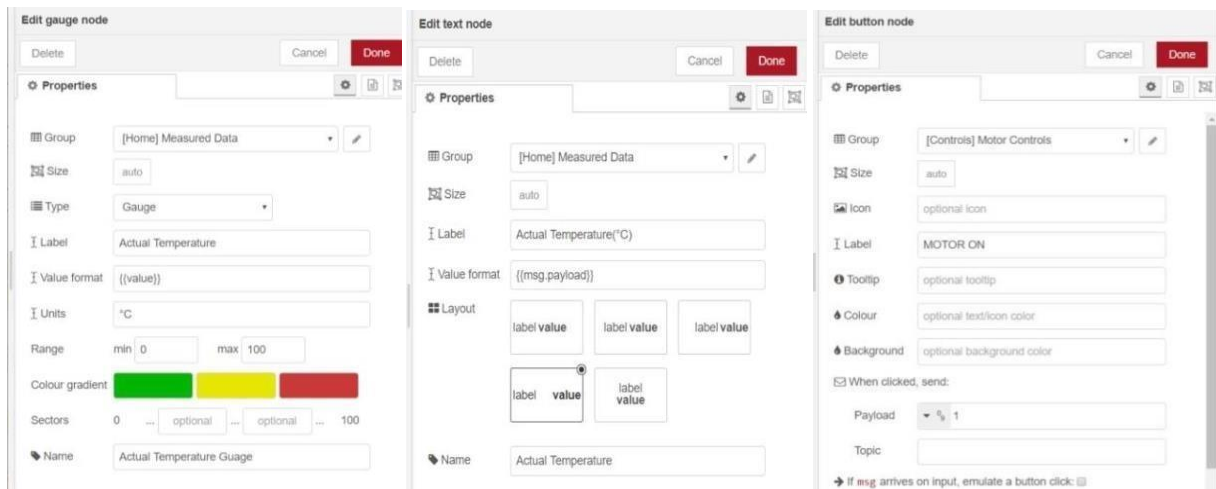 Edit gauge node
Delete
Cancel
Done
Properties
Group
[Home] Measured Data
Size
auto
Type
Gauge
Label
Actual Temperature
Value format
{{value}}
Units
°C
Range
min 0
max 100
Colour gradient
Sectors
0 ... optional ... optional ... 100
Name
Actual Temperature Guage
Edit text node
Delete
Cancel
Done
Properties
Group
[Home] Measured Data
Size
auto
Label
Actual Temperature(°C)
Value format
{{msg.payload}}
Layout
label value
label value
label value
label value
label
value
Name
Actual Temperature
Edit button node
Delete
Cancel
Done
Properties
Group
[Controls] Motor Controls
Size
auto
Icon
optional icon
Label
MOTOR ON
Tooltip
optional tooltip
Colour
optional text/icon color
Background
optional background color
When clicked, send:
Payload
1
Topic
If msg arrives on input, emulate a button click: